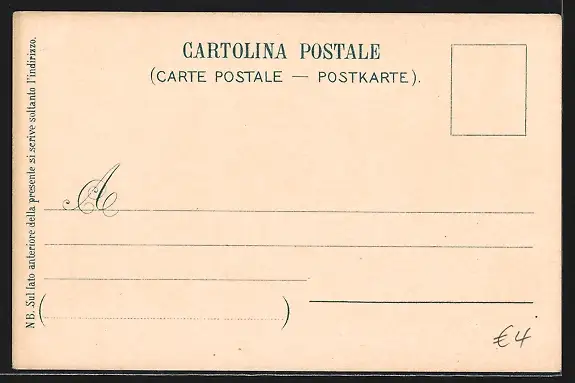 CARTOLINA POSTALE
(CARTE POSTALE — POSTKARTE).
NB. Sul lato anteriore della presente si scrive soltanto l'indirizzo.
A
( )
€4